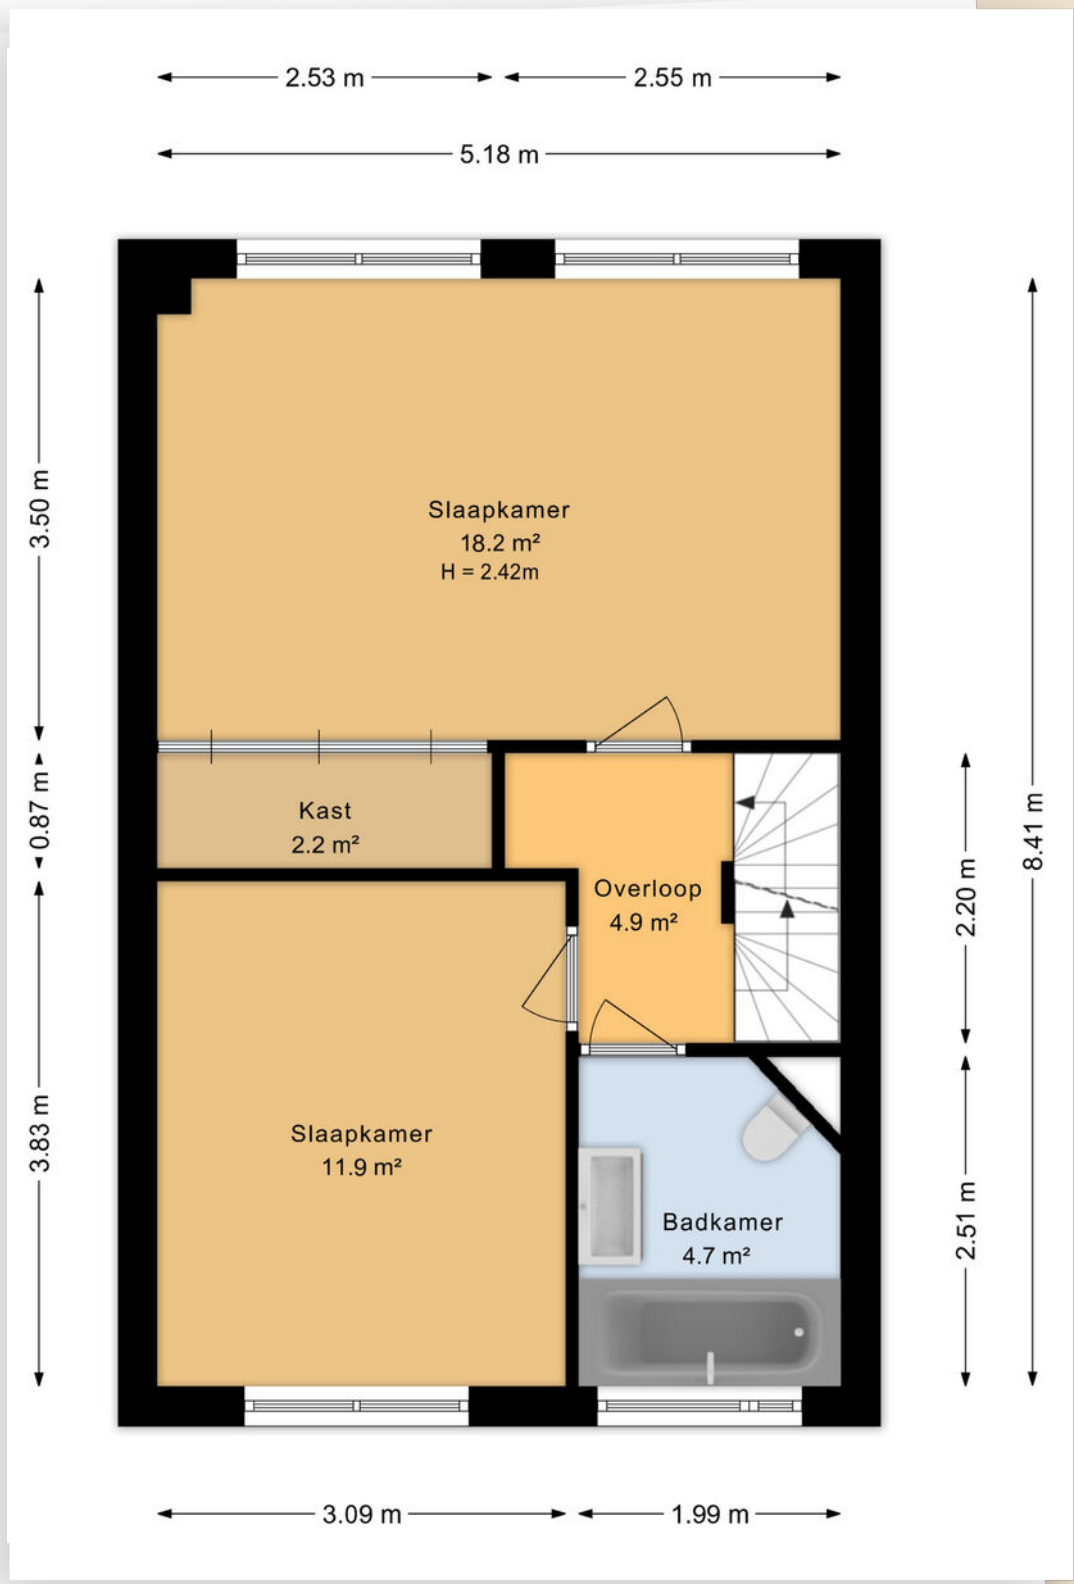 2.53 m
2.55 m
5.18 m
3.50 m
Slaapkamer
18.2 m²
H = 2.42m
0.87 m
Kast
2.2 m²
Overloop
4.9 m²
2.20 m
8.41 m
3.83 m
Slaapkamer
11.9 m²
Badkamer
4.7 m²
2.51 m
3.09 m
1.99 m